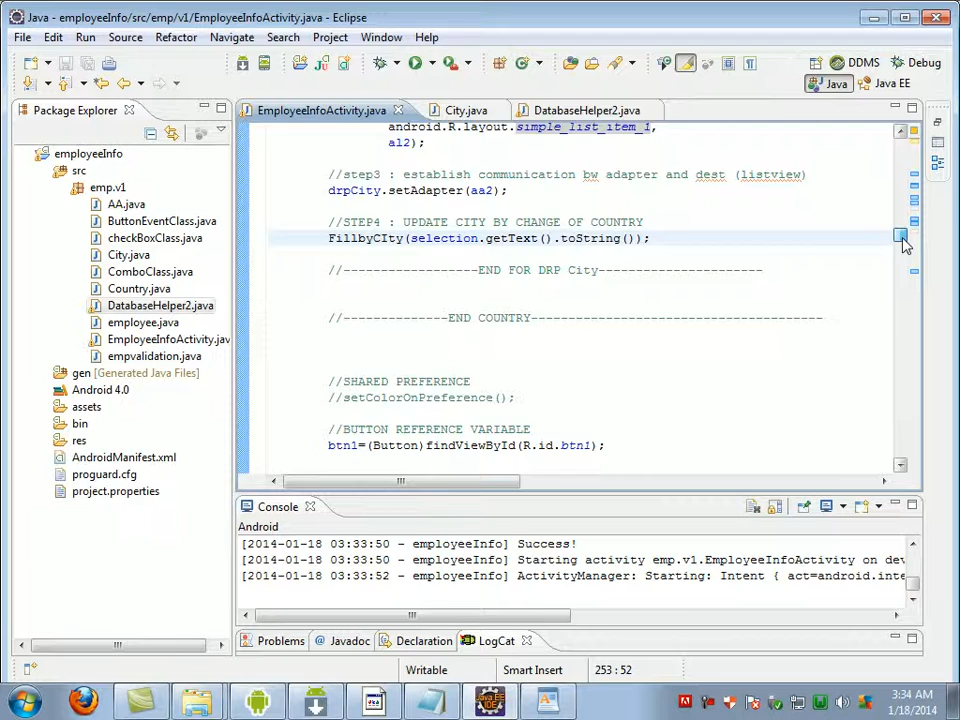 Java - employeeInfo/src/emp/v1/EmployeeInfoActivity.java - Eclipse
File Edit Run Source Refactor Navigate Search Project Window Help
DDMS Debug
Java Java EE
Package Explorer
EmployeeInfoActivity.java City.java DatabaseHelper2.java
employeeInfo
src
emp.v1
AA.java
ButtonEventClass.java
checkBoxClass.java
City.java
ComboClass.java
Country.java
DatabaseHelper2.java
employee.java
EmployeeInfoActivity.jav
empvalidation.java
gen [Generated Java Files]
Android 4.0
assets
bin
res
AndroidManifest.xml
proguard.cfg
project.properties
android.R.layout.simple_list_item_1,
al2);
//step3 : establish communication bw adapter and dest (listview)
drpCity.setAdapter(aa2);
//STEP4 : UPDATE CITY BY CHANGE OF COUNTRY
FillbyCIty(selection.getText().toString());
//------------------END FOR DRP City----------------------
//--------------END COUNTRY---------------------------------------
//SHARED PREFERENCE
//setColorOnPreference();
//BUTTON REFERENCE VARIABLE
btn1=(Button)findViewById(R.id.btn1);
Console
Android
[2014-01-18 03:33:50 - employeeInfo] Success!
[2014-01-18 03:33:50 - employeeInfo] Starting activity emp.v1.EmployeeInfoActivity on dev
[2014-01-18 03:33:52 - employeeInfo] ActivityManager: Starting: Intent { act=android.inte
Problems @ Javadoc Declaration LogCat
Writable Smart Insert 253 : 52
3:34 AM
1/18/2014